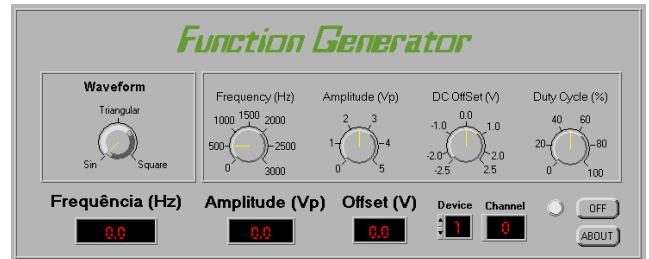 Function Generator
Waveform
Triangular
Sin
Square
Frequency (Hz)
1000 1500 2000
500
2500
0
3000
Amplitude (Vp)
2
3
1
4
0
5
DC OffSet (V)
0.0
-1.0
1.0
-2.0
2.0
-2.5
2.5
Duty Cycle (%)
40
60
20
80
0
100
Frequência (Hz)
0.0
Amplitude (Vp)
0.0
Offset (V)
0.0
Device
1
Channel
0
OFF
ABOUT